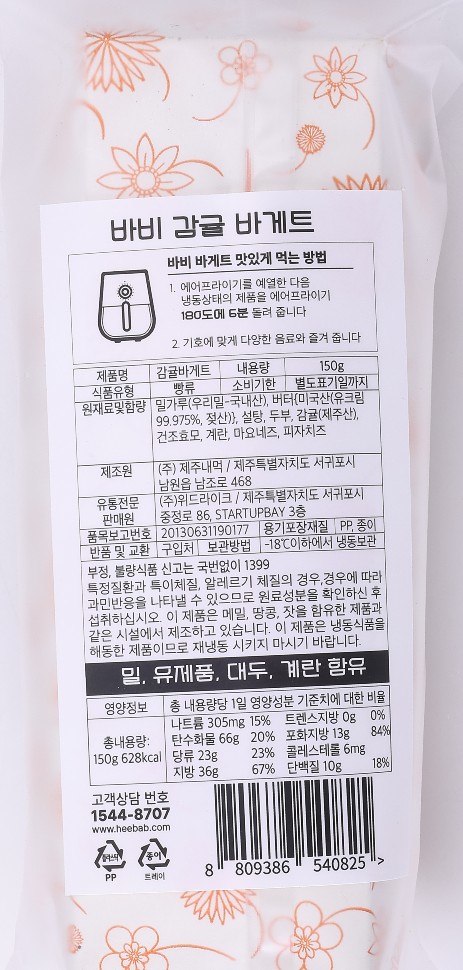 바비 감귤 바게트
바비 바게트 맛있게 먹는 방법
1. 에어프라이기를 예열한 다음
냉동상태의 제품을 에어프라이기
180도에 6분 돌려 줍니다
2. 기호에 맞게 다양한 음료와 즐겨 줍니다
제품명 감귤바게트 내용량 150g
식품유형 빵류 소비기한 별도표기일까지
원재료및함량 밀가루(우리밀-국내산), 버터{미국산(유크림
99.975%, 젖산)}, 설탕, 두부, 감귤(제주산),
건조효모, 계란, 마요네즈, 피자치즈
제조원 (주) 제주내먹 / 제주특별자치도 서귀포시
남원읍 남조로 468
유통전문 (주)위드라이크 / 제주특별자치도 서귀포시
판매원 중정로 86, STARTUPBAY 3층
품목보고번호 20130631190177 용기포장재질 PP, 종이
반품 및 교환 구입처 보관방법 -18℃이하에서 냉동보관
부정, 불량식품 신고는 국번없이 1399
특정질환과 특이체질, 알레르기 체질의 경우,경우에 따라
과민반응을 나타낼 수 있으므로 원료성분을 확인하신 후
섭취하십시오. 이 제품은 메밀, 땅콩, 잣을 함유한 제품과
같은 시설에서 제조하고 있습니다. 이 제품은 냉동식품을
해동한 제품이므로 재냉동 시키지 마시기 바랍니다.
밀, 유제품, 대두, 계란 함유
영양정보 총 내용량당 1일 영양성분 기준치에 대한 비율
총내용량:
150g 628kcal
나트륨 305mg 15% 트렌스지방 0g 0%
탄수화물 66g 20% 포화지방 13g 84%
당류 23g 23% 콜레스테롤 6mg
지방 36g 67% 단백질 10g 18%
고객상담 번호
1544-8707
www.heebab.com
플라스틱 종이
PP 트레이
8 809386 540825 >